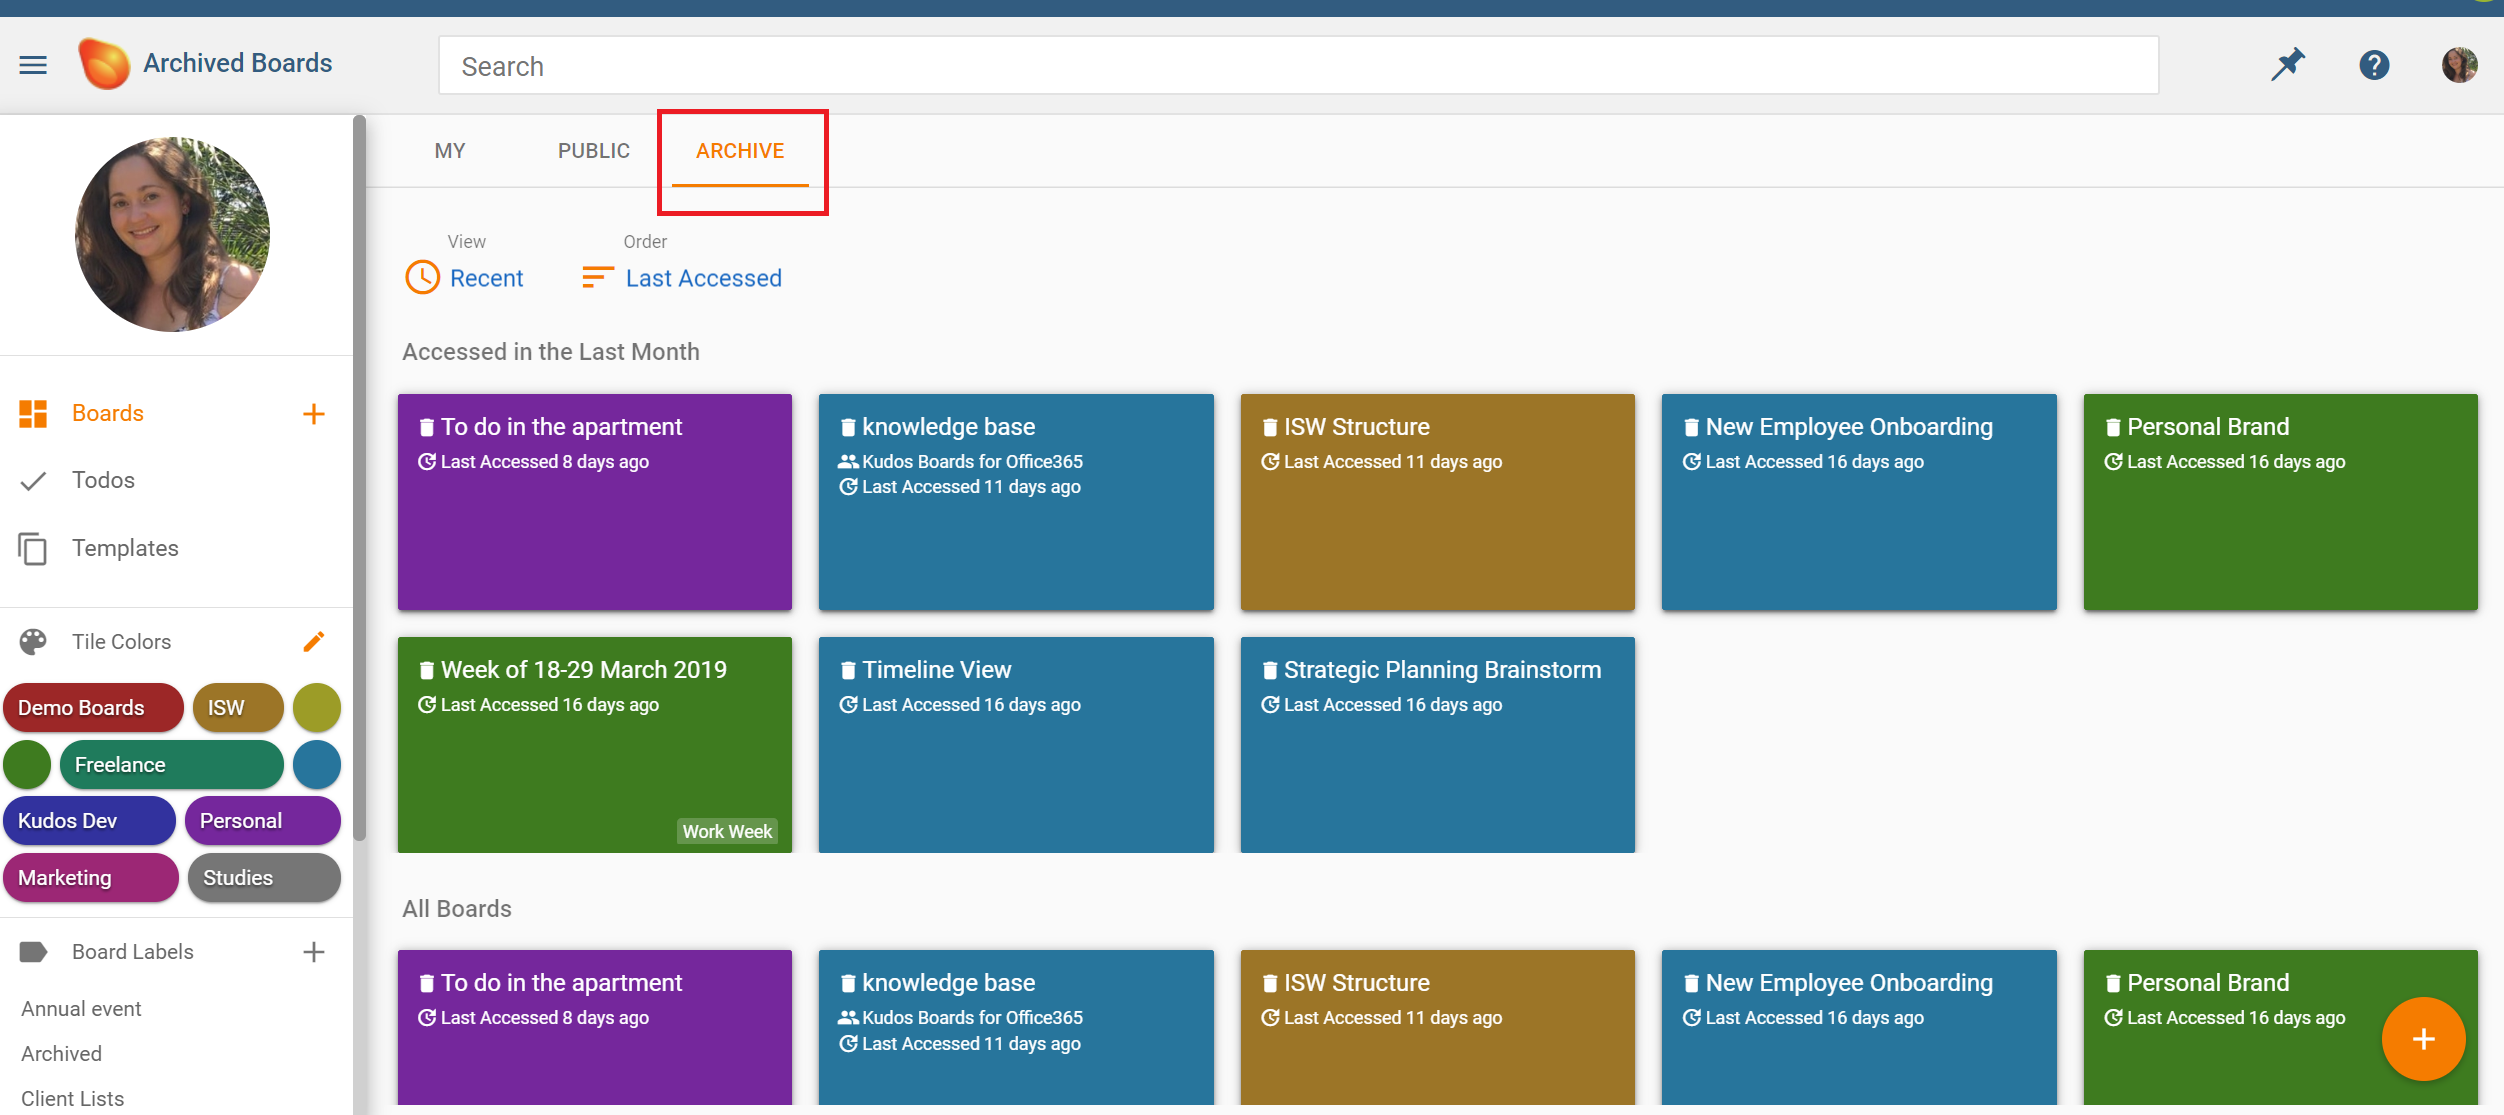 Archived Boards
Search
MY
PUBLIC
ARCHIVE
View
Order
Recent
Last Accessed
Boards
Todos
Templates
Tile Colors
Demo Boards
ISW
Freelance
Kudos Dev
Personal
Marketing
Studies
Board Labels
Annual event
Archived
Client Lists
Accessed in the Last Month
To do in the apartment
Last Accessed 8 days ago
knowledge base
Kudos Boards for Office365
Last Accessed 11 days ago
ISW Structure
Last Accessed 11 days ago
New Employee Onboarding
Last Accessed 16 days ago
Personal Brand
Last Accessed 16 days ago
Week of 18-29 March 2019
Last Accessed 16 days ago
Work Week
Timeline View
Last Accessed 16 days ago
Strategic Planning Brainstorm
Last Accessed 16 days ago
All Boards
To do in the apartment
Last Accessed 8 days ago
knowledge base
Kudos Boards for Office365
Last Accessed 11 days ago
ISW Structure
Last Accessed 11 days ago
New Employee Onboarding
Last Accessed 16 days ago
Personal Brand
Last Accessed 16 days ago